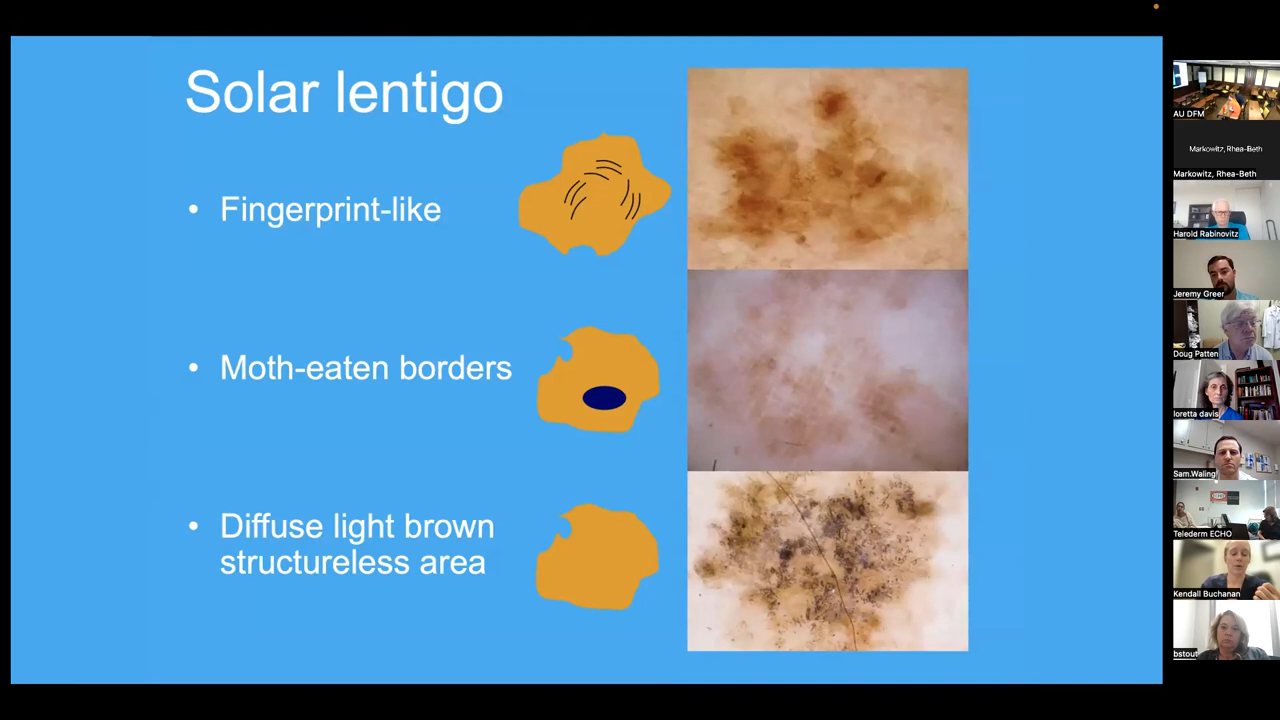 Solar lentigo
• Fingerprint-like
• Moth-eaten borders
• Diffuse light brown
structureless area
AU DFM
Markowitz, Rhea-Beth
Markowitz, Rhea-Beth
Harold Rabinovitz
Jeremy Greer
Doug Patten
loretta davis
Sam.Waling
Telederm ECHO
Kendall Buchanan
bstout